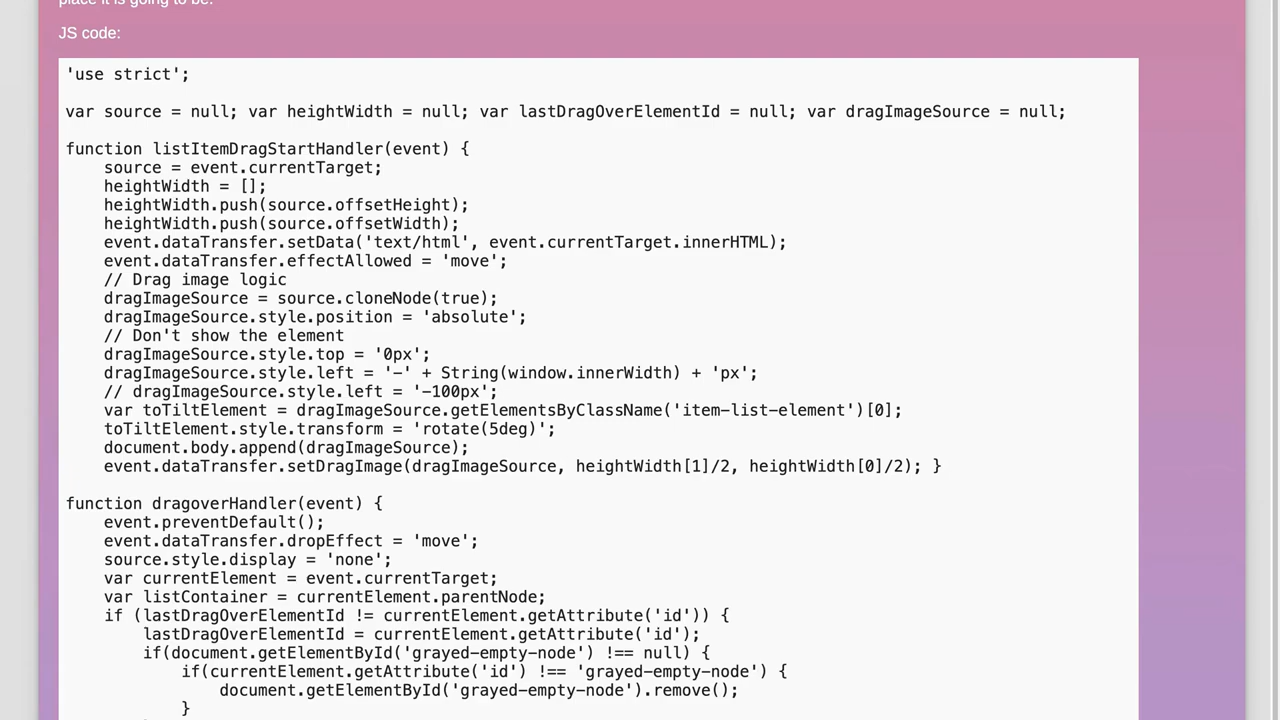 place it is going to be.
JS code:
'use strict';
var source = null; var heightWidth = null; var lastDragOverElementId = null; var dragImageSource = null;
function listItemDragStartHandler(event) {
source = event.currentTarget;
heightWidth = [];
heightWidth.push(source.offsetHeight);
heightWidth.push(source.offsetWidth);
event.dataTransfer.setData('text/html', event.currentTarget.innerHTML);
event.dataTransfer.effectAllowed = 'move';
// Drag image logic
dragImageSource = source.cloneNode(true);
dragImageSource.style.position = 'absolute';
// Don't show the element
dragImageSource.style.top = '0px';
dragImageSource.style.left = '-' + String(window.innerWidth) + 'px';
// dragImageSource.style.left = '-100px';
var toTiltElement = dragImageSource.getElementsByClassName('item-list-element')[0];
toTiltElement.style.transform = 'rotate(5deg)';
document.body.append(dragImageSource);
event.dataTransfer.setDragImage(dragImageSource, heightWidth[1]/2, heightWidth[0]/2); }
function dragoverHandler(event) {
event.preventDefault();
event.dataTransfer.dropEffect = 'move';
source.style.display = 'none';
var currentElement = event.currentTarget;
var listContainer = currentElement.parentNode;
if (lastDragOverElementId != currentElement.getAttribute('id')) {
lastDragOverElementId = currentElement.getAttribute('id');
if(document.getElementById('grayed-empty-node') !== null) {
if(currentElement.getAttribute('id') !== 'grayed-empty-node') {
document.getElementById('grayed-empty-node').remove();
}